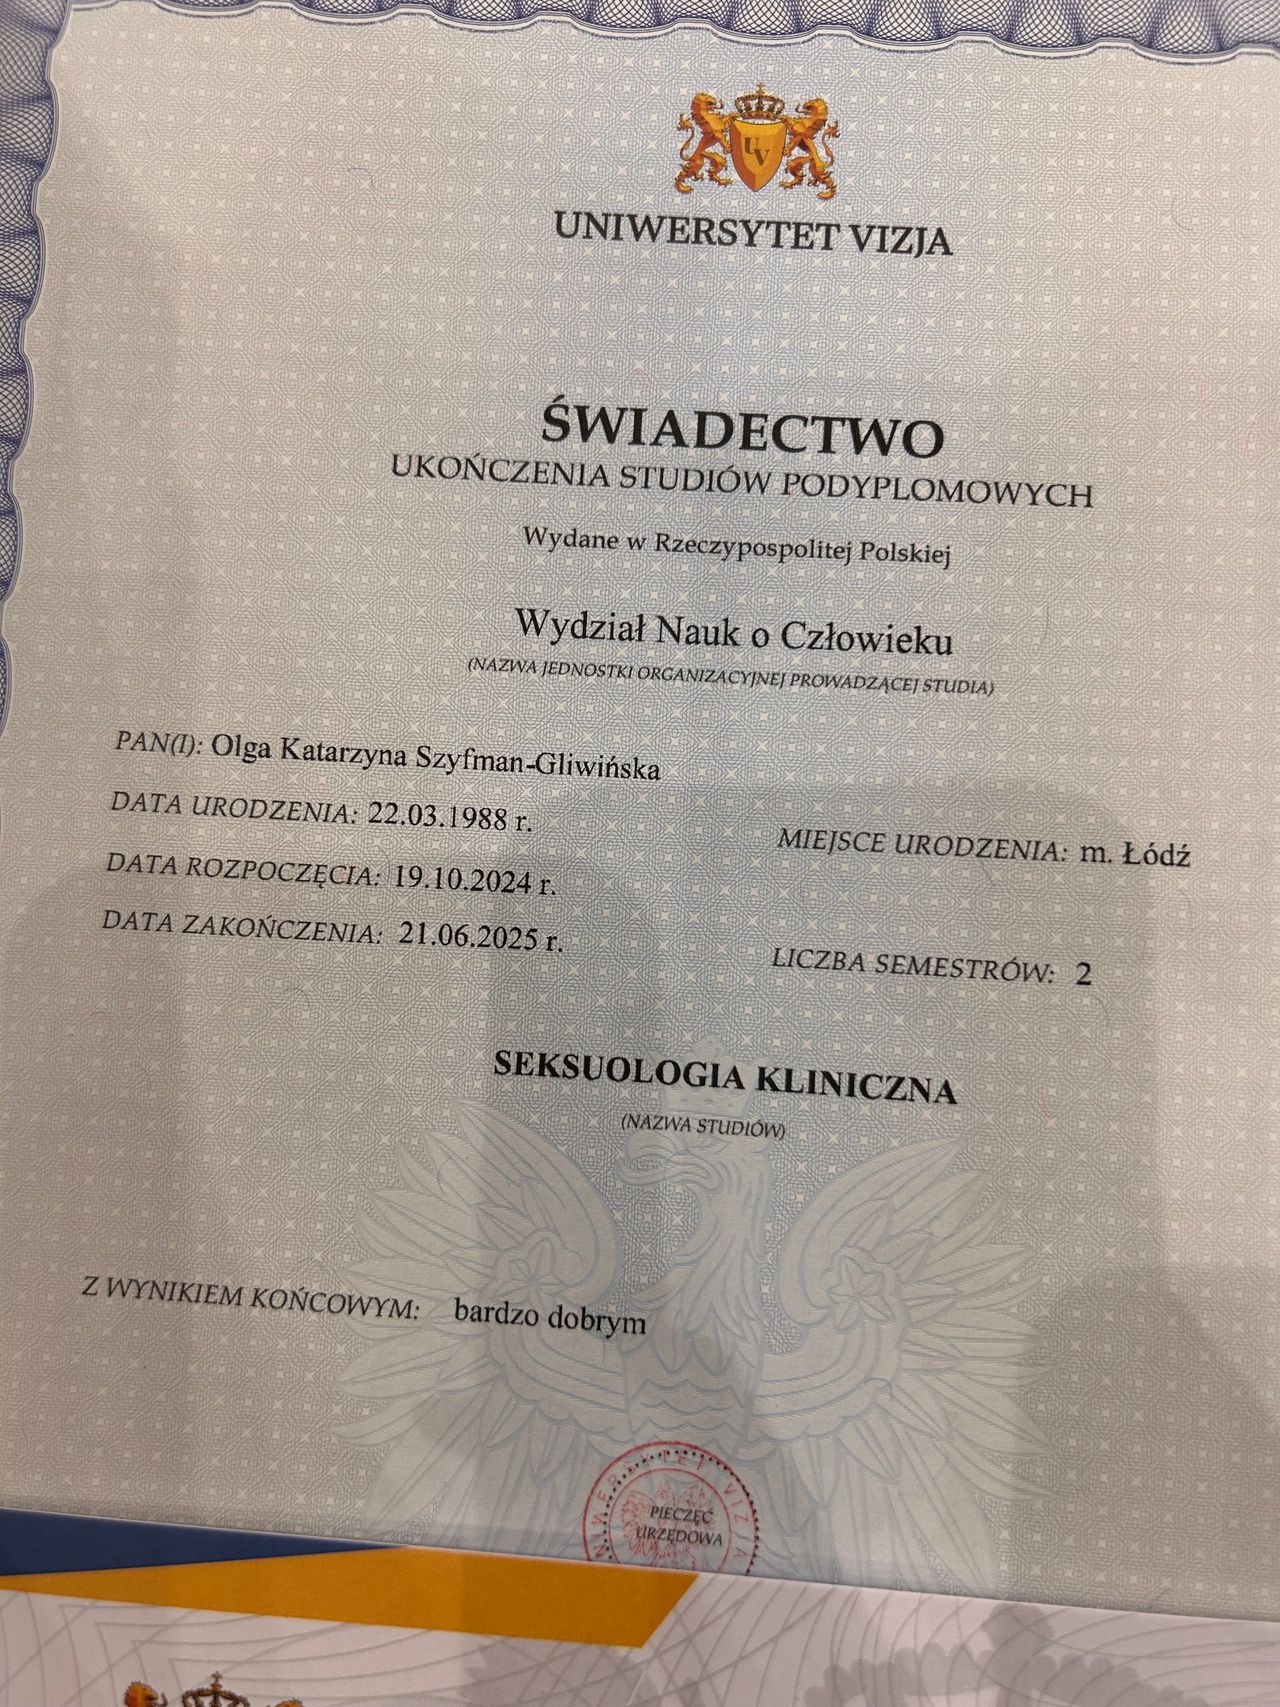 UV
UNIWERSYTET VIZJA
ŚWIADECTWO
UKOŃCZENIA STUDIÓW PODYPLOMOWYCH
Wydane w Rzeczypospolitej Polskiej
Wydział Nauk o Człowieku
(NAZWA JEDNOSTKI ORGANIZACYJNEJ PROWADZĄCEJ STUDIA)
PAN(I): Olga Katarzyna Szyfman-Gliwińska
DATA URODZENIA: 22.03.1988 r. MIEJSCE URODZENIA: m. Łódź
DATA ROZPOCZĘCIA: 19.10.2024 r.
DATA ZAKOŃCZENIA: 21.06.2025 r. LICZBA SEMESTRÓW: 2
SEKSUOLOGIA KLINICZNA
(NAZWA STUDIÓW)
Z WYNIKIEM KOŃCOWYM: bardzo dobrym
UNIWERSYTET VIZJA
PIECZĘĆ
URZĘDOWA